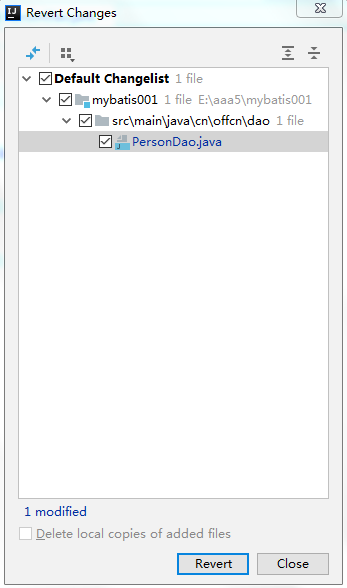 Revert Changes
Default Changelist 1 file
mybatis001 1 file E:\aaa5\mybatis001
src\main\java\cn\offcn\dao 1 file
PersonDao.java
1 modified
Delete local copies of added files
Revert Close